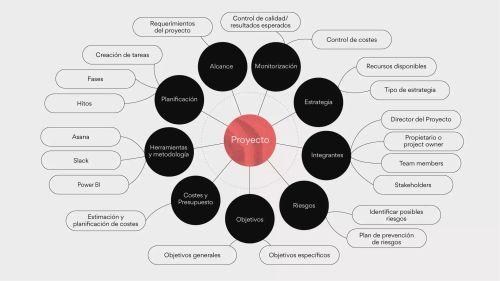 Requerimientos
del proyecto
Control de calidad/
resultados esperados
Control de costes
Creación de tareas
Alcance
Monitorización
Recursos disponibles
Fases
Tipo de estrategia
Planificación
Estrategia
Hitos
Director del Proyecto
Proyecto
Asana
Propietario o
project owner
Herramientas
y metodología
Integrantes
Slack
Team members
Power BI
Stakeholders
Costes y
Presupuesto
Riesgos
Estimación y
planificación de costes
Objetivos
Identificar posibles
riesgos
Plan de prevención
de riesgos
Objetivos generales
Objetivos específicos